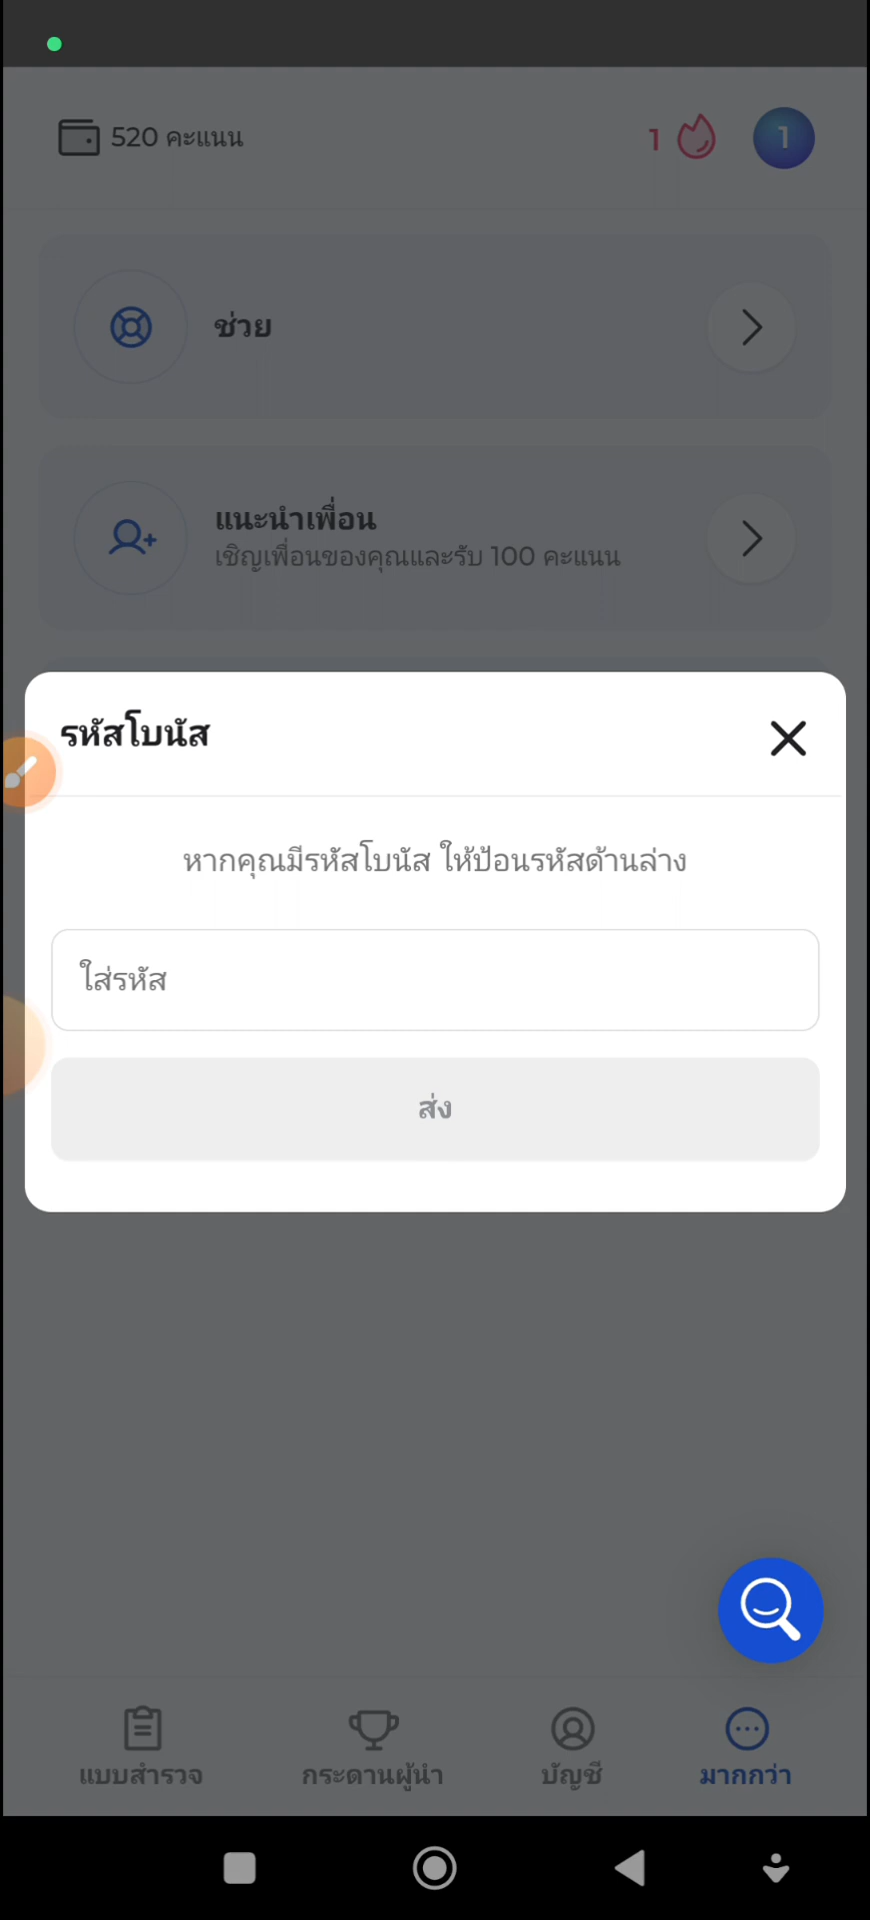 520 คะแนน
1
1
ช่วย
แนะนำเพื่อน
เชิญเพื่อนของคุณและรับ 100 คะแนน
รหัสโบนัส
หากคุณมีรหัสโบนัส ให้ป้อนรหัสด้านล่าง
ใส่รหัส
ส่ง
แบบสำรวจ
กระดานผู้นำ
บัญชี
มากกว่า